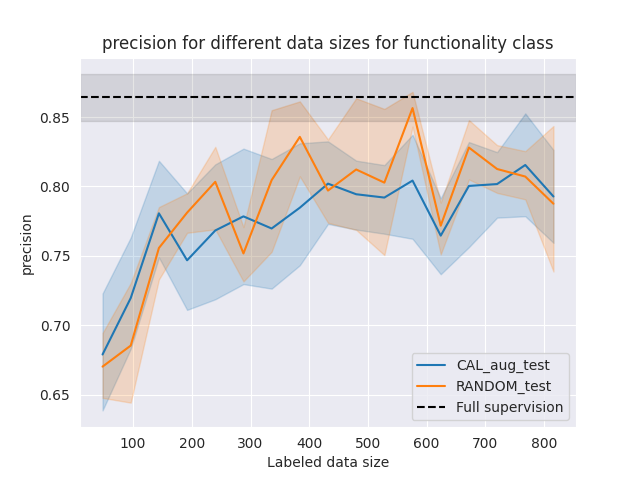 precision for different data sizes for functionality class
precision
0.85
0.80
0.75
0.70
0.65
100 200 300 400 500 600 700 800
Labeled data size
CAL_aug_test
RANDOM_test
Full supervision